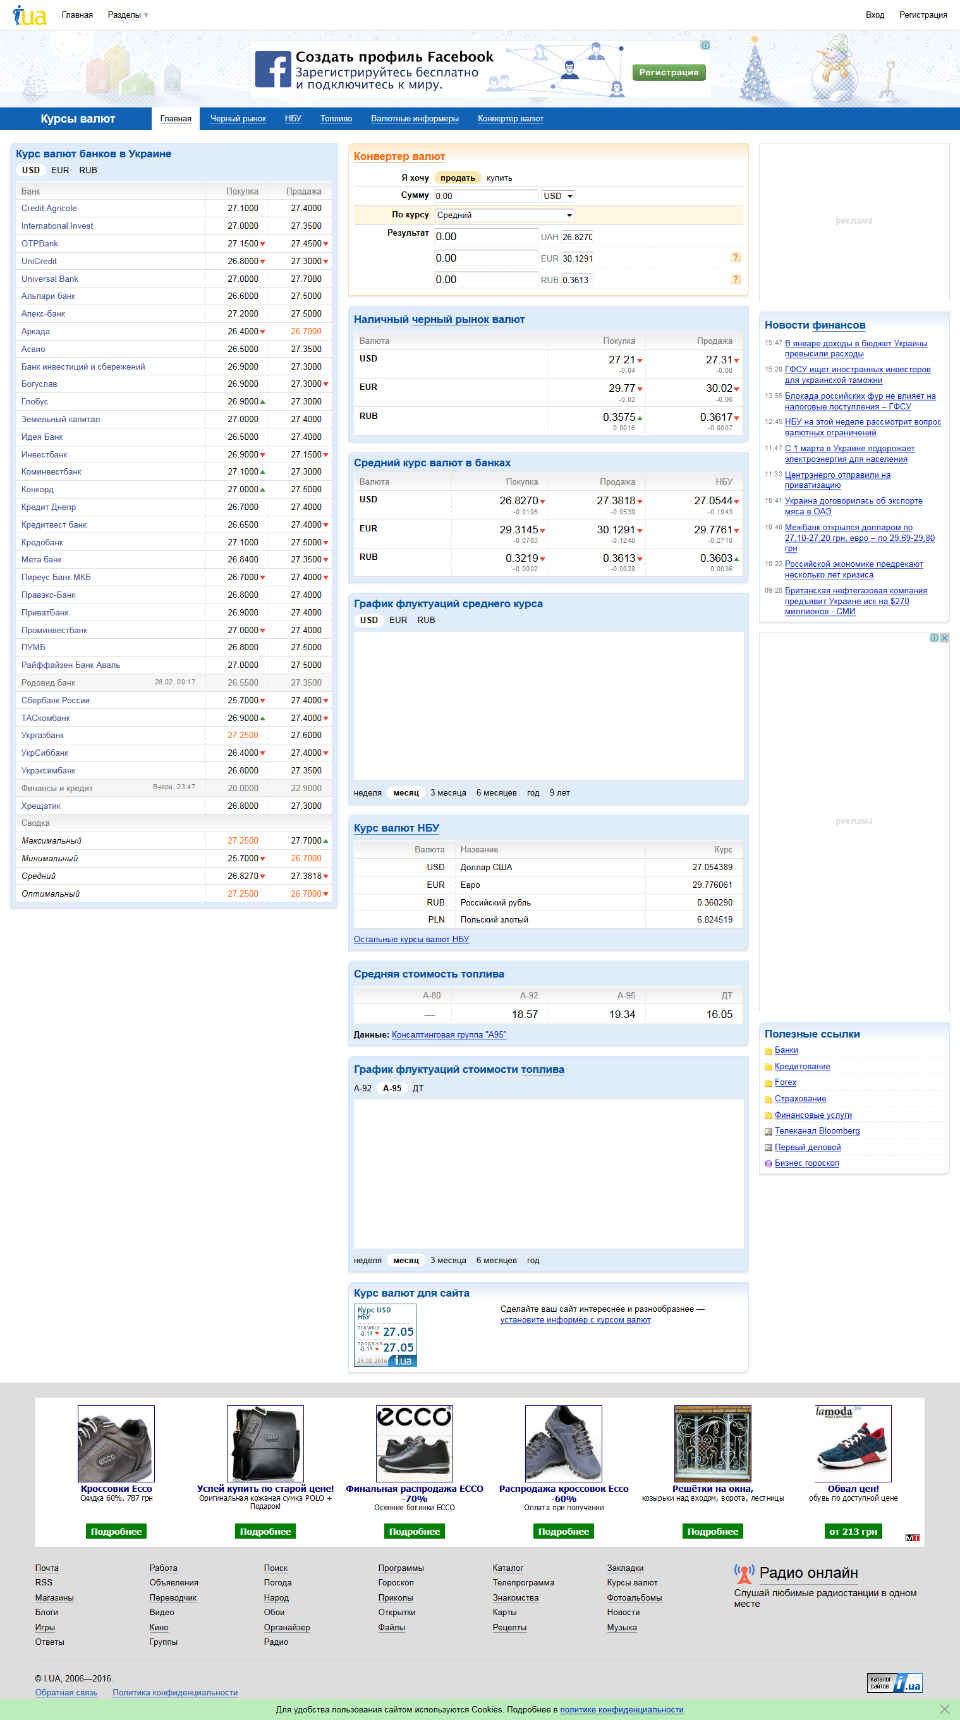 i.ua Главная Разделы Вход Регистрация
Создать профиль Facebook
Зарегистрируйтесь бесплатно
и подключитесь к миру.
Регистрация
Курсы валют Главная Черный рынок НБУ Топливо Валютные информеры Конвертер валют
Курс валют банков в Украине
USD EUR RUB
Банк Покупка Продажа
Credit Agricole 27.1000 27.4000
International Invest 27.0000 27.3500
OTPBank 27.1500 27.4500
UniCredit 26.8000 27.3000
Universal Bank 27.0000 27.7000
Альпари банк 26.6000 27.5000
Апекс-банк 27.2000 27.5000
Аркада 26.4000 26.7000
Асвио 26.5000 27.3500
Банк инвестиций и сбережений 26.9000 27.4000
Богуслав 26.9000 27.3000
Глобус 26.9000 27.3000
Земельный капитал 27.0000 27.4000
Идея Банк 26.5000 27.4000
Инвестбанк 26.9000 27.1500
Коминвестбанк 27.1000 27.3000
Конкорд 27.0000 27.5000
Кредит Днепр 26.7000 27.4000
Кредитвест банк 26.6500 27.4000
Кредобанк 27.1000 27.5000
Мета банк 26.8400 27.3500
Пиреус Банк МКБ 26.7000 27.4000
Правэкс-Банк 26.8000 27.4000
ПриватБанк 26.9000 27.4000
Проминвестбанк 27.0000 27.4000
ПУМБ 26.8000 27.5000
Райффайзен Банк Аваль 27.0000 27.5000
Родовид банк 26.02, 09:17 26.5500 27.3500
Сбербанк России 25.7000 27.4000
ТАСкомбанк 26.9000 27.4000
Укргазбанк 27.2500 27.6000
УкрСиббанк 26.4000 27.4000
Укрэксимбанк 26.8000 27.3500
Финансы и кредит Вчера, 23:47 20.0000 22.9000
Хрещатик 26.8000 27.3000
Сводка
Максимальный 27.2500 27.7000
Минимальный 25.7000 26.7000
Средний 26.8270 27.3818
Оптимальный 27.2500 26.7000
Конвертер валют
Я хочу продать купить
Сумму 0.00 USD
По курсу Средний
Результат 0.00 UAH 26.8270
0.00 EUR 30.1291 ?
0.00 RUB 0.3613 ?
Наличный черный рынок валют
Валюта Покупка Продажа
USD 27.21 27.31
-0.04 -0.08
EUR 29.77 30.02
-0.02 -0.06
RUB 0.3575 0.3617
0.0016 -0.0007
Средний курс валют в банках
Валюта Покупка Продажа НБУ
USD 26.8270 27.3818 27.0544
-0.0195 -0.0539 -0.1943
EUR 29.3145 30.1291 29.7761
-0.0783 -0.1248 -0.2710
RUB 0.3219 0.3613 0.3603
-0.0002 -0.0028 0.0036
График флуктуаций среднего курса
USD EUR RUB
неделя месяц 3 месяца 6 месяцев год 9 лет
Курс валют НБУ
Валюта Название Курс
USD Доллар США 27.054389
EUR Евро 29.776061
RUB Российский рубль 0.360290
PLN Польский злотый 6.824519
Остальные курсы валют НБУ
Средняя стоимость топлива
А-80 А-92 А-95 ДТ
— 18.57 19.34 16.05
Данные: Консалтинговая группа "А95"
График флуктуаций стоимости топлива
А-92 А-95 ДТ
неделя месяц 3 месяца 6 месяцев год
Курс валют для сайта
Курс USD
НБУ
покупка
-0.19 27.05
продажа
-0.19 27.05
29.02.2016 i.ua
Сделайте ваш сайт интереснее и разнообразнее —
установите информер с курсом валют.
реклама
Новости финансов
15:47 В январе доходы в бюджет Украины
превысили расходы
15:20 ГФСУ ищет иностранных инвесторов
для украинской таможни
13:55 Блокада российских фур не влияет на
налоговые поступления – ГФСУ
12:45 НБУ на этой неделе рассмотрит вопрос
валютных ограничений
11:47 С 1 марта в Украине подорожает
электроэнергия для населения
11:33 Центрэнерго отправили на
приватизацию
10:41 Украина договорилась об экспорте
мяса в ОАЭ
10:40 Межбанк открылся долларом по
27,10-27,20 грн, евро – по 29,69-29,80
грн
10:22 Российской экономике предрекают
несколько лет кризиса
09:26 Британская нефтегазовая компания
предъявит Украине иск на $270
миллионов - СМИ
реклама
Полезные ссылки
Банки
Кредитование
Forex
Страхование
Финансовые услуги
Телеканал Bloomberg
Первый деловой
Бизнес гороскоп
Кроссовки Ecco
Скидка 60%. 787 грн
Подробнее
Успей купить по старой цене!
Оригинальная кожаная сумка POLO +
Подарок!
Подробнее
ecco
Финальная распродажа ECCO
-70%
Осенние ботинки ECCO
Подробнее
Распродажа кроссовок Ecco
-60%
Оплата при получении
Подробнее
Решётки на окна,
козырьки над входом, ворота, лестницы
Подробнее
lamoda
Обвал цен!
обувь по доступной цене
от 213 грн
МТ
Почта Работа Поиск Программы Каталог Закладки
RSS Объявления Погода Гороскоп Телепрограмма Курсы валют
Магазины Переводчик Народ Приколы Знакомства Фотоальбомы
Блоги Видео Обои Открытки Карты Новости
Игры Кино Органайзер Файлы Рецепты Музыка
Ответы Группы Радио
Радио онлайн
Слушай любимые радиостанции в одном
месте
© I.UA, 2006—2016.
Обратная связь Политика конфиденциальности
каталог
сайтов i.ua
Для удобства пользования сайтом используются Cookies. Подробнее в политике конфиденциальности